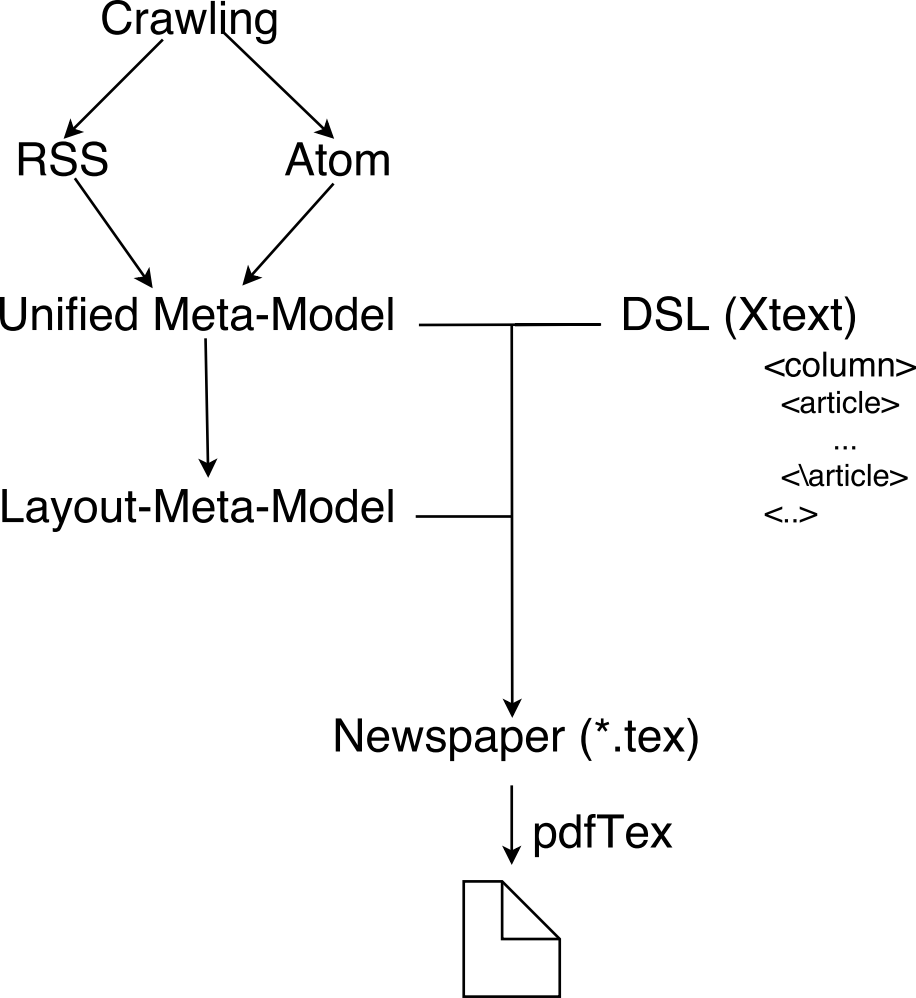 Crawling
RSS
Atom
Unified Meta-Model
DSL (Xtext)
<column>
<article>
...
<\article>
<..>
Layout-Meta-Model
Newspaper (*.tex)
pdfTex